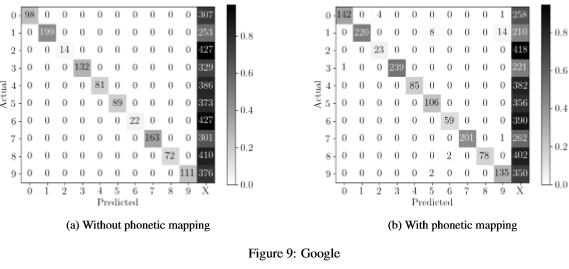 0 98 0 0 0 0 0 0 0 0 0 307
1 0 199 0 0 0 0 0 0 0 0 253
2 0 0 14 0 0 0 0 0 0 0 427
3 0 0 0 132 0 0 0 0 0 0 329
4 0 0 0 0 81 0 0 0 0 0 386
5 0 0 0 0 0 89 0 0 0 0 373
6 0 0 0 0 0 0 22 0 0 0 427
7 0 0 0 0 0 0 0 163 0 0 301
8 0 0 0 0 0 0 0 0 72 0 410
9 0 0 0 0 0 0 0 0 0 111 376
0 1 2 3 4 5 6 7 8 9 X
Actual
Predicted
0.8
0.6
0.4
0.2
0.0
(a) Without phonetic mapping
0 142 0 4 0 0 0 0 0 0 1 258
1 0 220 0 0 0 8 0 0 0 14 210
2 0 0 23 0 0 0 0 0 0 0 418
3 1 0 0 239 0 0 0 0 0 0 221
4 0 0 0 0 85 0 0 0 0 0 382
5 0 0 0 0 0 106 0 0 0 0 356
6 0 0 0 0 0 0 59 0 0 0 390
7 0 0 0 0 0 0 0 201 0 1 262
8 0 0 0 0 0 0 2 0 78 0 402
9 0 0 0 0 0 2 0 0 0 135 350
0 1 2 3 4 5 6 7 8 9 X
Actual
Predicted
0.8
0.6
0.4
0.2
0.0
(b) With phonetic mapping
Figure 9: Google